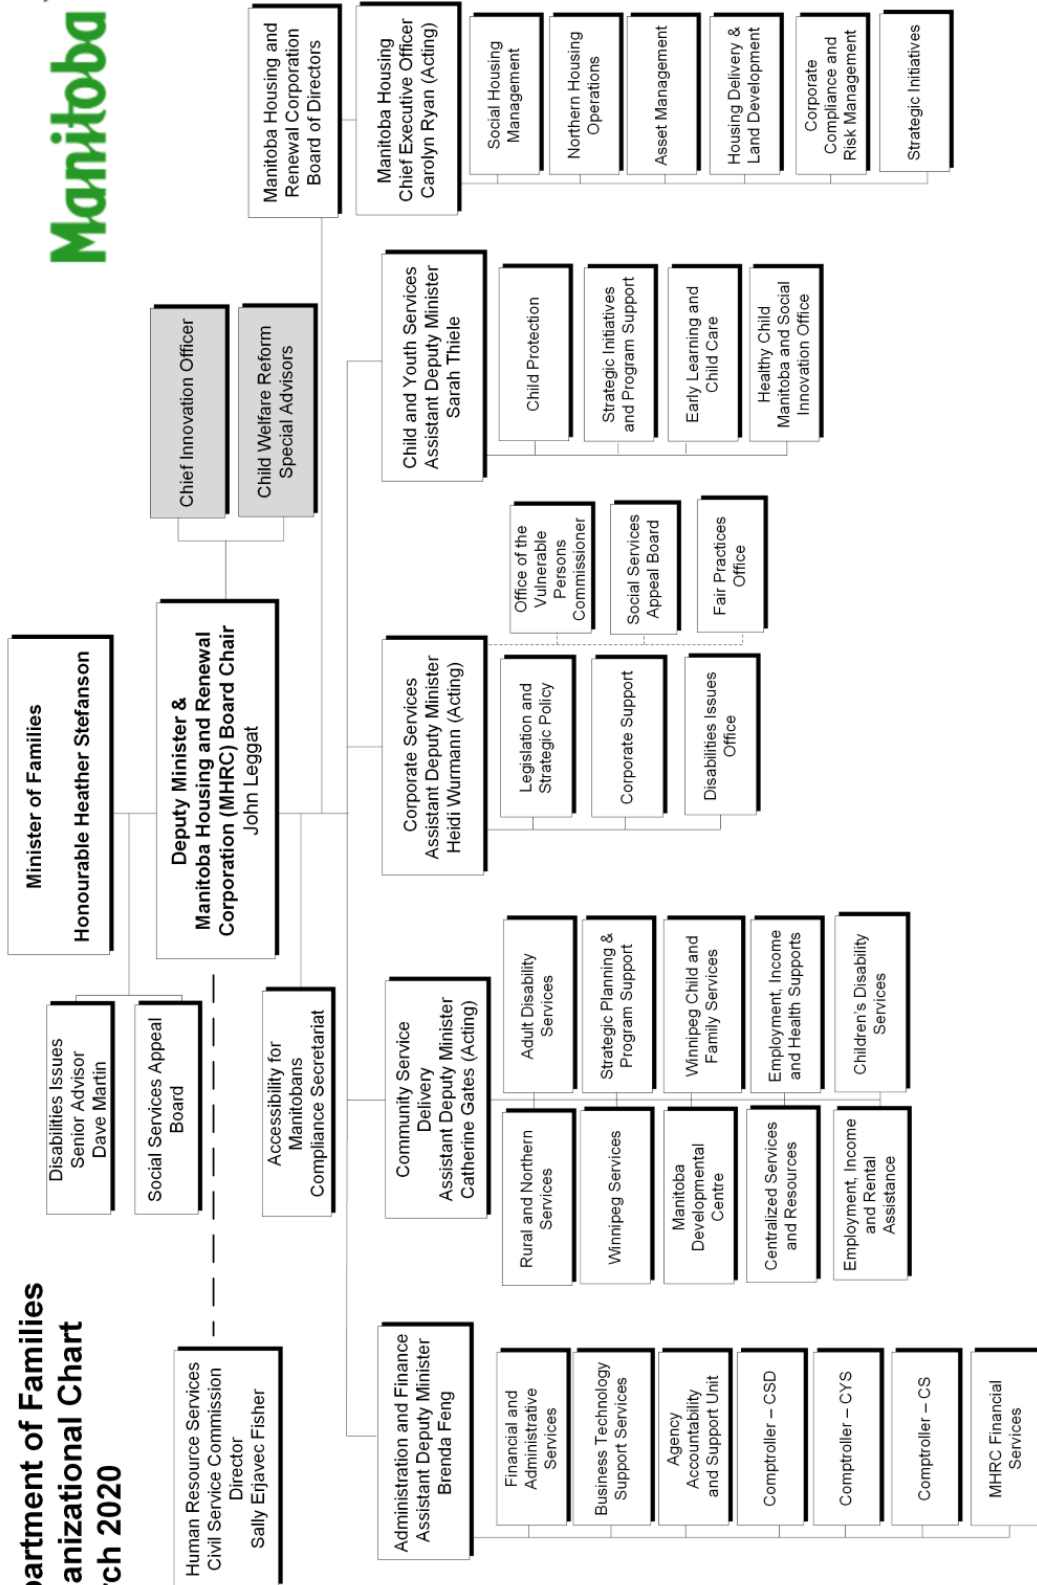 Manitoba
partment of Families
anizational Chart
rch 2020
Minister of Families
Honourable Heather Stefanson
Disabilities Issues
Senior Advisor
Dave Martin
Social Services Appeal
Board
Deputy Minister &
Manitoba Housing and Renewal
Corporation (MHRC) Board Chair
John Leggat
Chief Innovation Officer
Child Welfare Reform
Special Advisors
Human Resource Services
Civil Service Commission
Director
Sally Erjavec Fisher
Accessibility for
Manitobans
Compliance Secretariat
Manitoba Housing and
Renewal Corporation
Board of Directors
Administration and Finance
Assistant Deputy Minister
Brenda Feng
Financial and
Administrative
Services
Business Technology
Support Services
Agency
Accountability
and Support Unit
Comptroller – CSD
Comptroller – CYS
Comptroller – CS
MHRC Financial
Services
Community Service
Delivery
Assistant Deputy Minister
Catherine Gates (Acting)
Rural and Northern
Services
Winnipeg Services
Manitoba
Developmental
Centre
Centralized Services
and Resources
Employment, Income
and Rental
Assistance
Adult Disability
Services
Strategic Planning &
Program Support
Winnipeg Child and
Family Services
Employment, Income
and Health Supports
Children's Disability
Services
Corporate Services
Assistant Deputy Minister
Heidi Wurmann (Acting)
Legislation and
Strategic Policy
Corporate Support
Disabilities Issues
Office
Office of the
Vulnerable
Persons
Commissioner
Social Services
Appeal Board
Fair Practices
Office
Child and Youth Services
Assistant Deputy Minister
Sarah Thiele
Child Protection
Strategic Initiatives
and Program Support
Early Learning and
Child Care
Healthy Child
Manitoba and Social
Innovation Office
Manitoba Housing
Chief Executive Officer
Carolyn Ryan (Acting)
Social Housing
Management
Northern Housing
Operations
Asset Management
Housing Delivery &
Land Development
Corporate
Compliance and
Risk Management
Strategic Initiatives